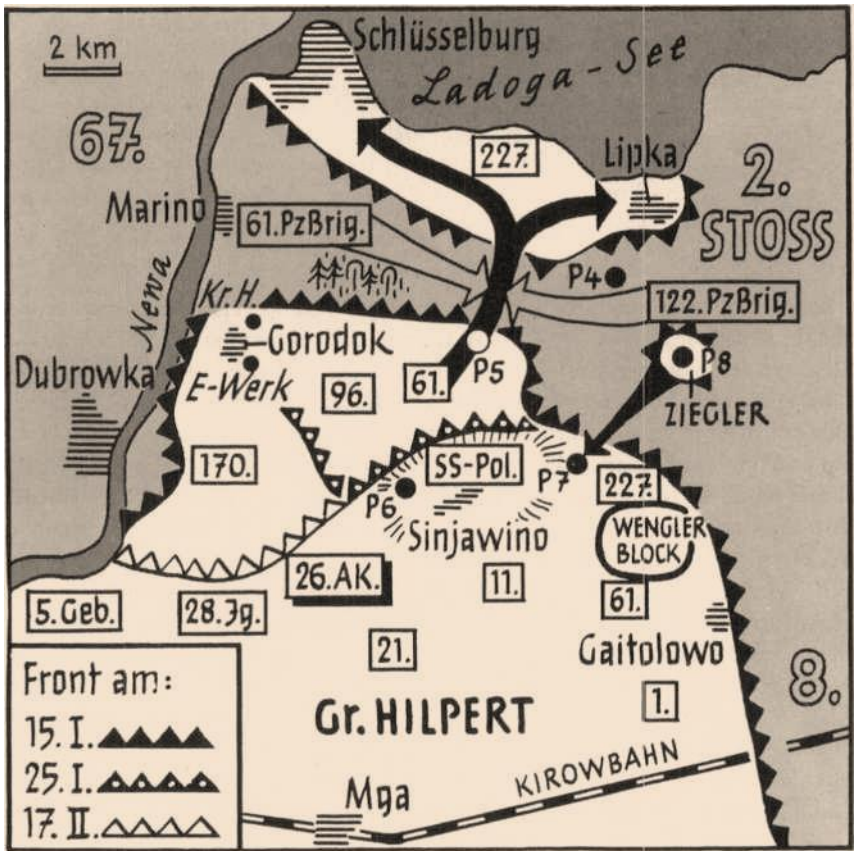 2 km
Schlüsselburg
Ladoga-See
67.
227.
Lipka
2.
STOSS
Marino
61.PzBrig.
P4
122.PzBrig.
Newa
Kr.H.
Gorodok
P5
P8
Dubrowka
E-Werk
96.
61.
ZIEGLER
170.
SS-Pol.
P7
227.
P6
Sinjawino
WENGLER
BLOCK
26.AK.
11.
61.
5.Geb.
28.Jg.
21.
Gaitolowo
8.
Front am:
15.I.
25.I.
17.II.
Gr. HILPERT
1.
KIROWBAHN
Mga